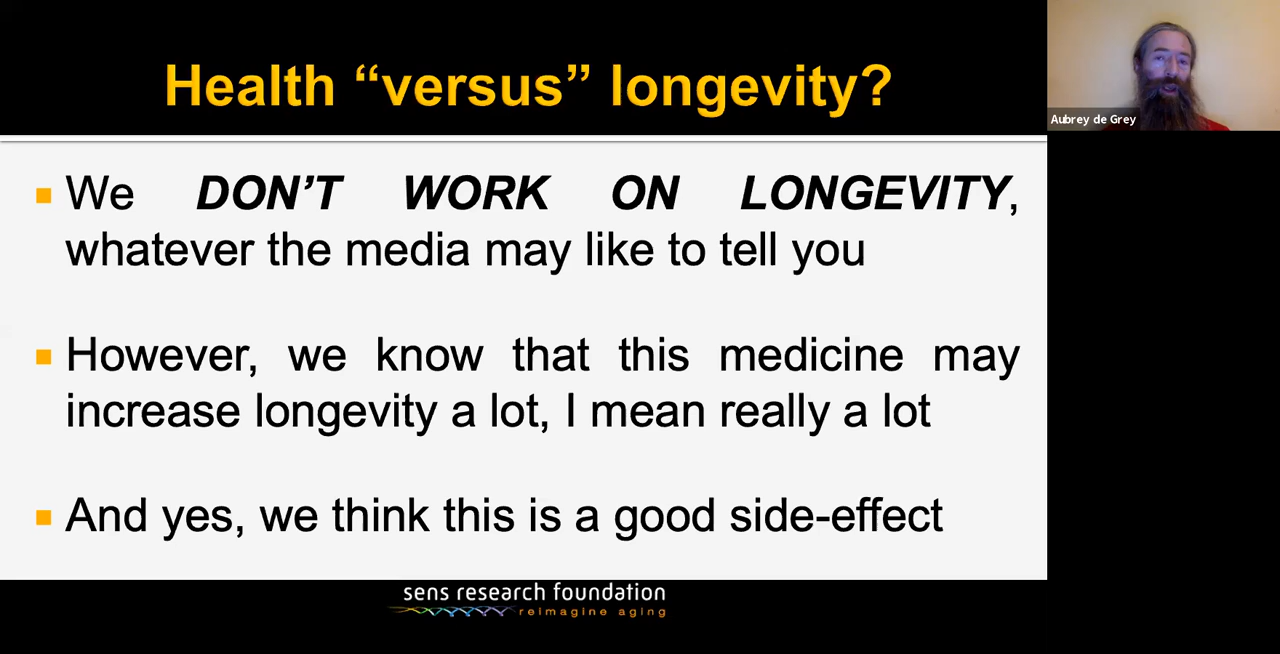 Health “versus” longevity?
Aubrey de Grey
We DON’T WORK ON LONGEVITY,
whatever the media may like to tell you
However, we know that this medicine may
increase longevity a lot, I mean really a lot
And yes, we think this is a good side-effect
sens research foundation
reimagine aging